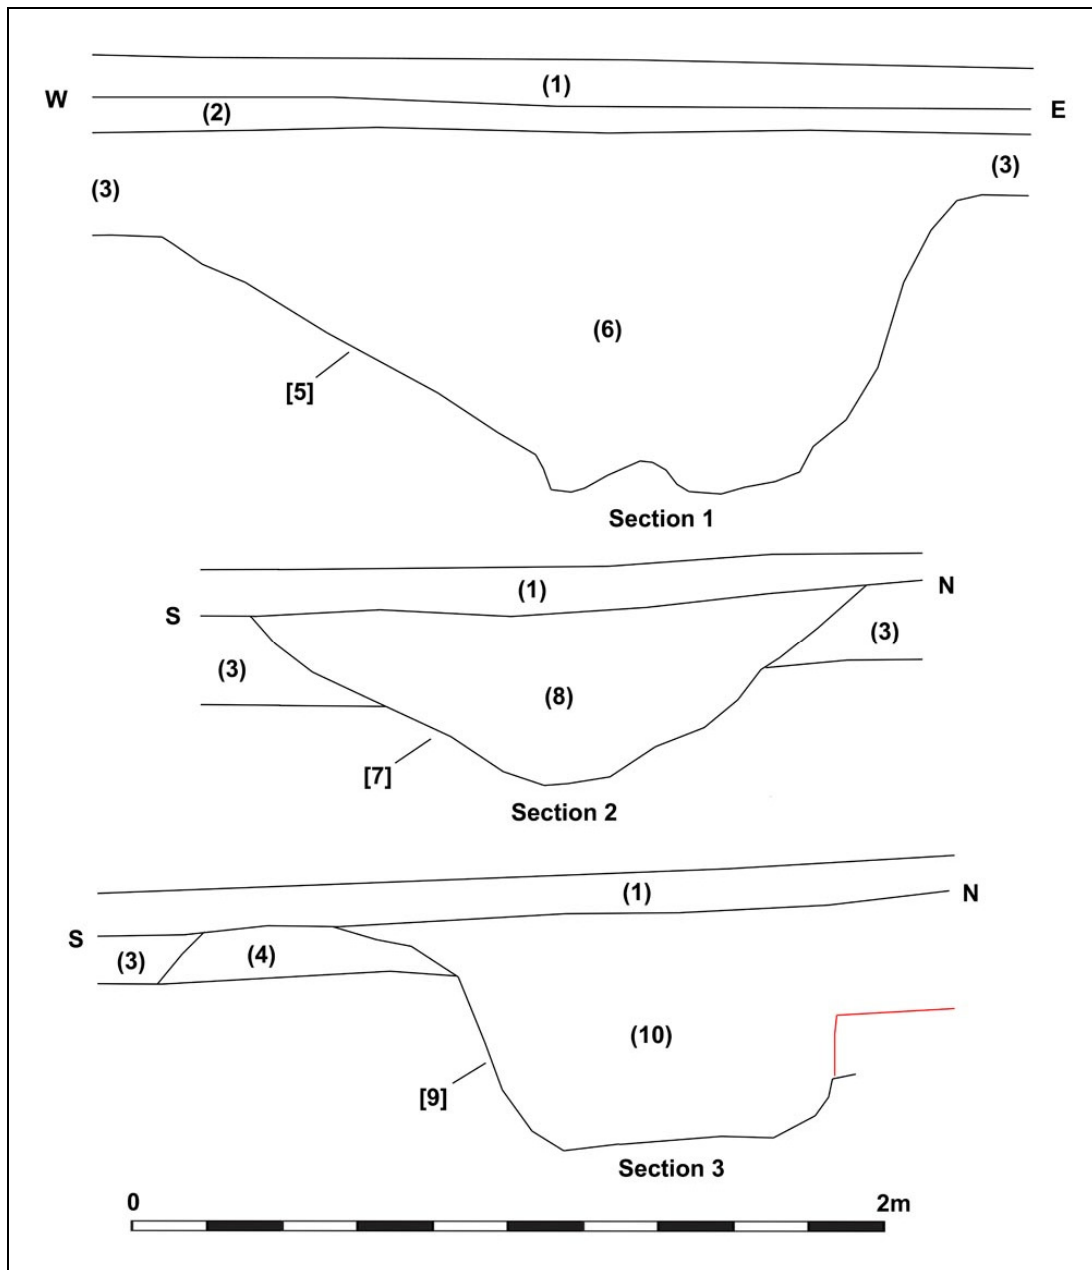 (1)
W
(2)
E
(3)
(3)
(6)
[5]
Section 1
(1)
N
S
(3)
(3)
(8)
[7]
Section 2
(1)
N
S
(3)
(4)
(10)
[9]
Section 3
0
2m